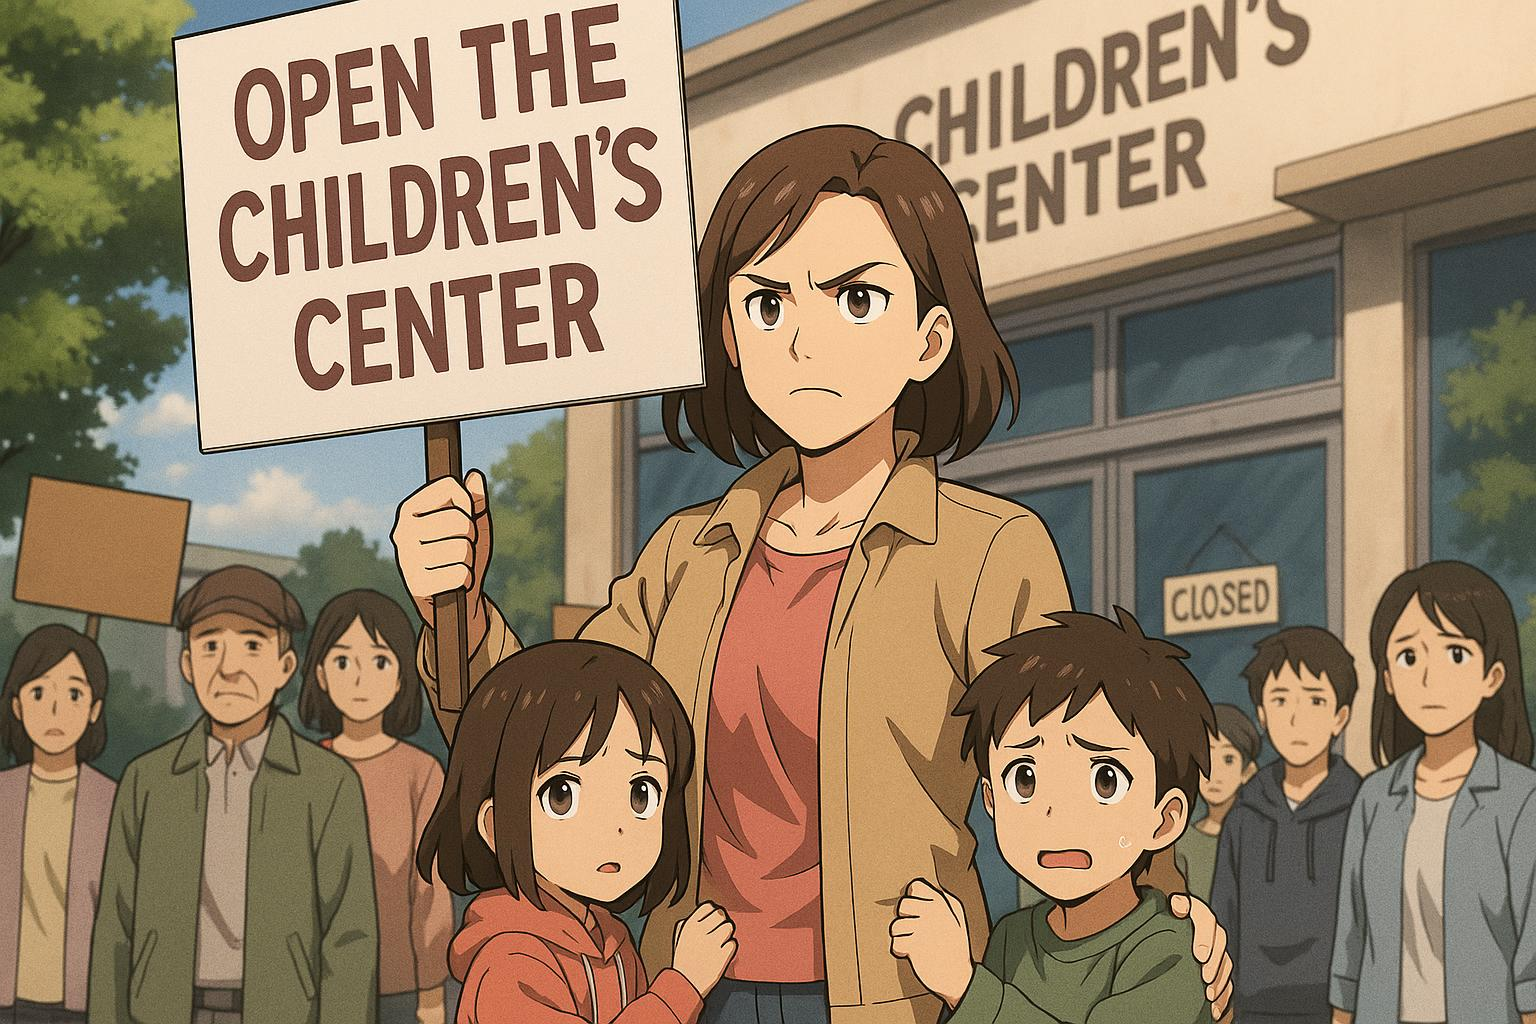 OPEN THE
CHILDREN'S
CENTER
CHILDREN'S
CENTER
CLOSED